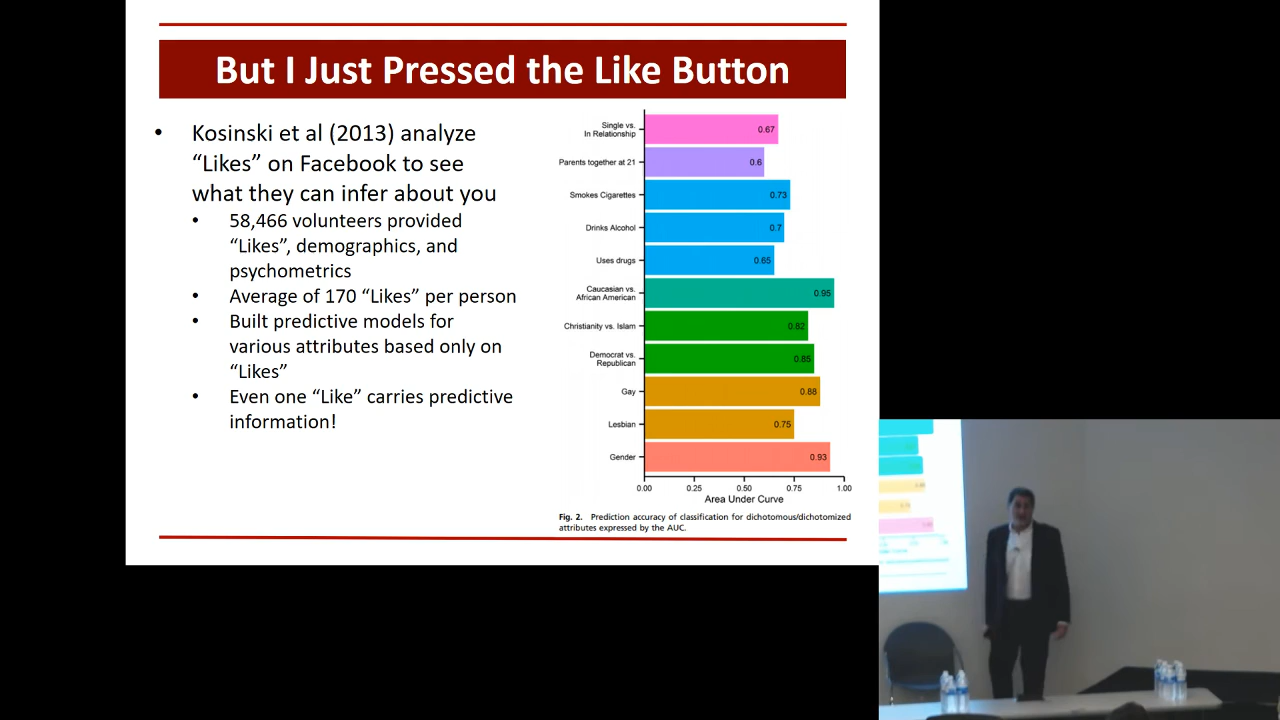 But I Just Pressed the Like Button
• Kosinski et al (2013) analyze
“Likes” on Facebook to see
what they can infer about you
• 58,466 volunteers provided
“Likes”, demographics, and
psychometrics
• Average of 170 “Likes” per person
• Built predictive models for
various attributes based only on
“Likes”
• Even one “Like” carries predictive
information!
Single vs.
In Relationship
0.67
Parents together at 21
0.6
Smokes Cigarettes
0.73
Drinks Alcohol
0.7
Uses drugs
0.65
Caucasian vs.
African American
0.95
Christianity vs. Islam
0.82
Democrat vs.
Republican
0.85
Gay
0.88
Lesbian
0.75
Gender
0.93
0.00 0.25 0.50 0.75 1.00
Area Under Curve
Fig. 2. Prediction accuracy of classification for dichotomous/dichotomized
attributes expressed by the AUC.